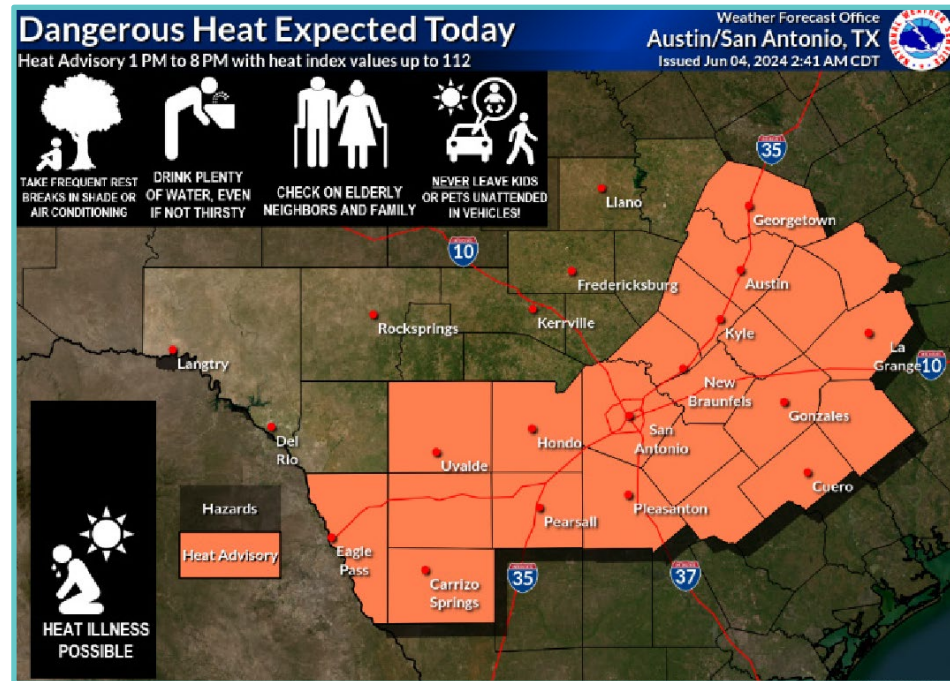 Dangerous Heat Expected Today
Heat Advisory 1 PM to 8 PM with heat index values up to 112
Weather Forecast Office
Austin/San Antonio, TX
Issued Jun 04, 2024 2:41 AM CDT
TAKE FREQUENT REST
BREAKS IN SHADE OR
AIR CONDITIONING
DRINK PLENTY
OF WATER, EVEN
IF NOT THIRSTY
CHECK ON ELDERLY
NEIGHBORS AND FAMILY
NEVER LEAVE KIDS
OR PETS UNATTENDED
IN VEHICLES!
35
Llano
Georgetown
10
Fredericksburg
Austin
Rocksprings
Kerrville
Kyle
Langtry
La
Grange
10
New
Braunfels
Gonzales
Del
Rio
Uvalde
Hondo
San
Antonio
Cuero
Hazards
Heat Advisory
Pearsall
Pleasanton
Eagle
Pass
Carrizo
Springs
35
37
HEAT ILLNESS
POSSIBLE